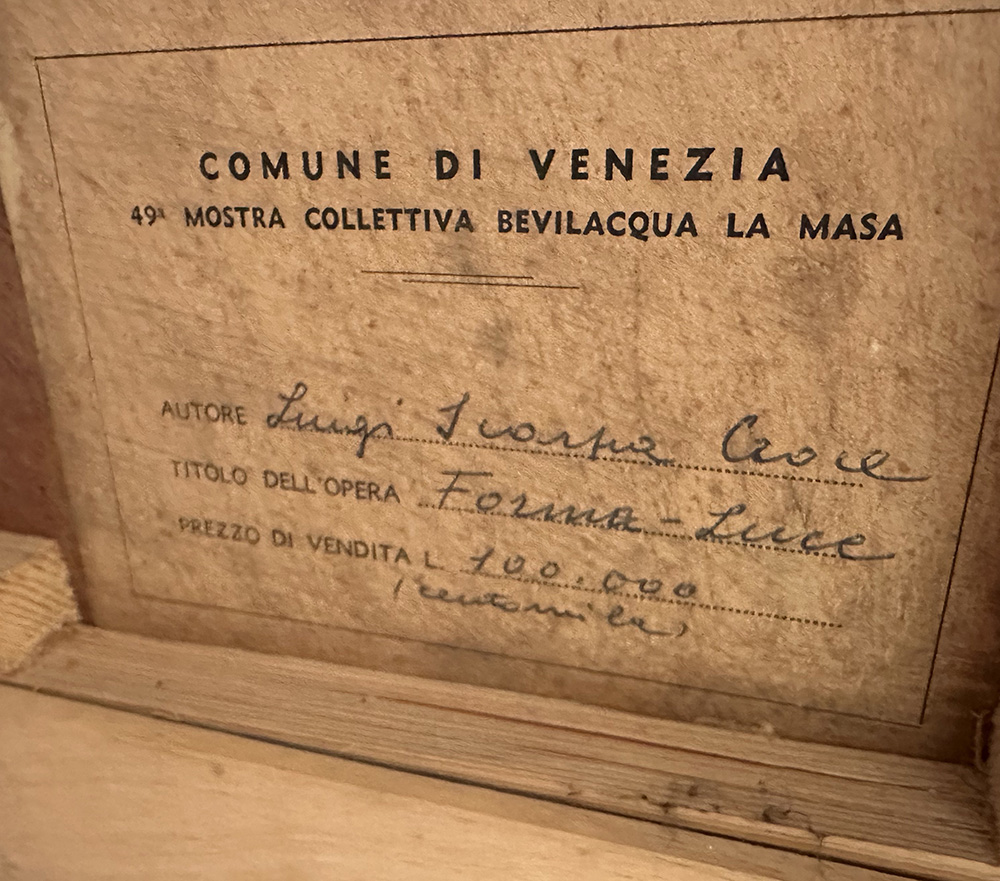 COMUNE DI VENEZIA
49ª MOSTRA COLLETTIVA BEVILACQUA LA MASA
AUTORE Luigi Scarpa Croce
TITOLO DELL'OPERA Forma-Luce
PREZZO DI VENDITA L 100.000
(centomila)